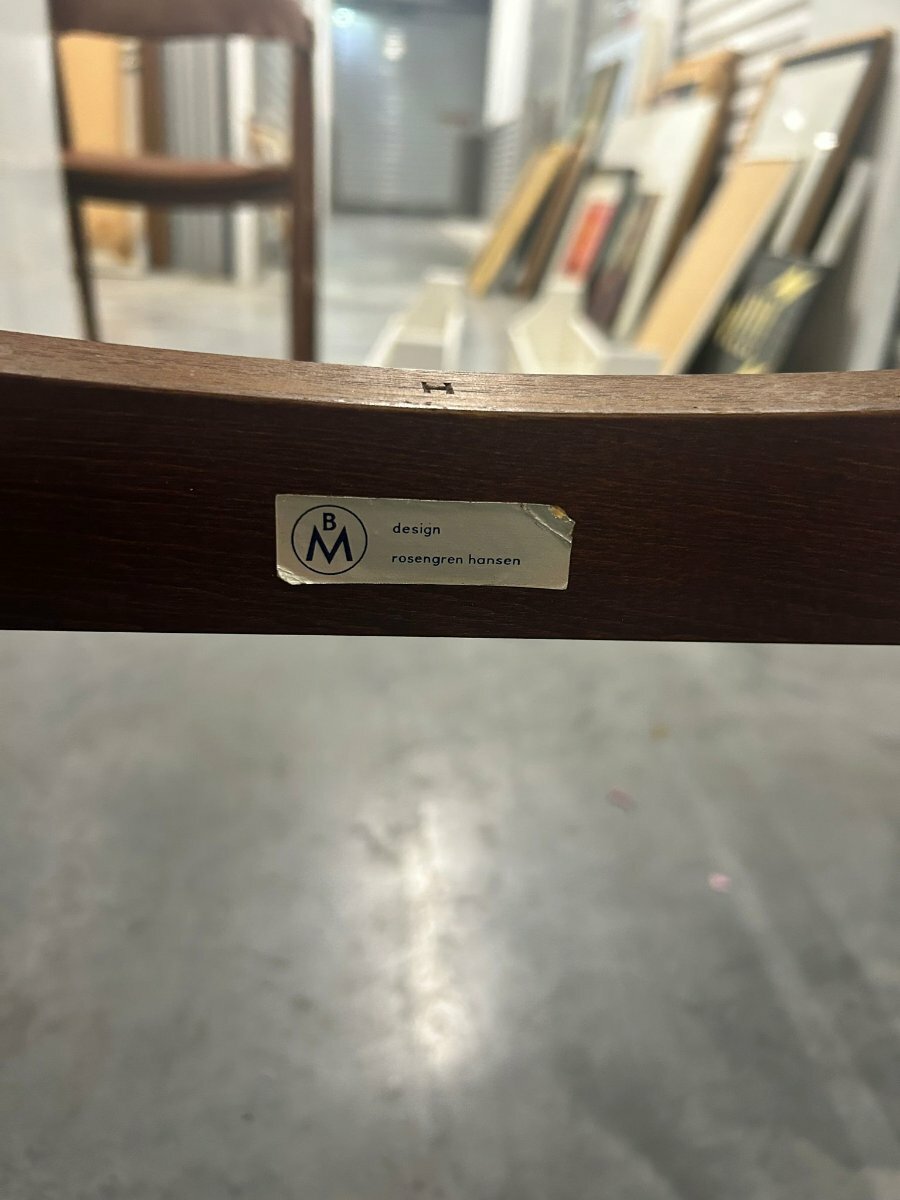 H
BM
design
rosengren hansen